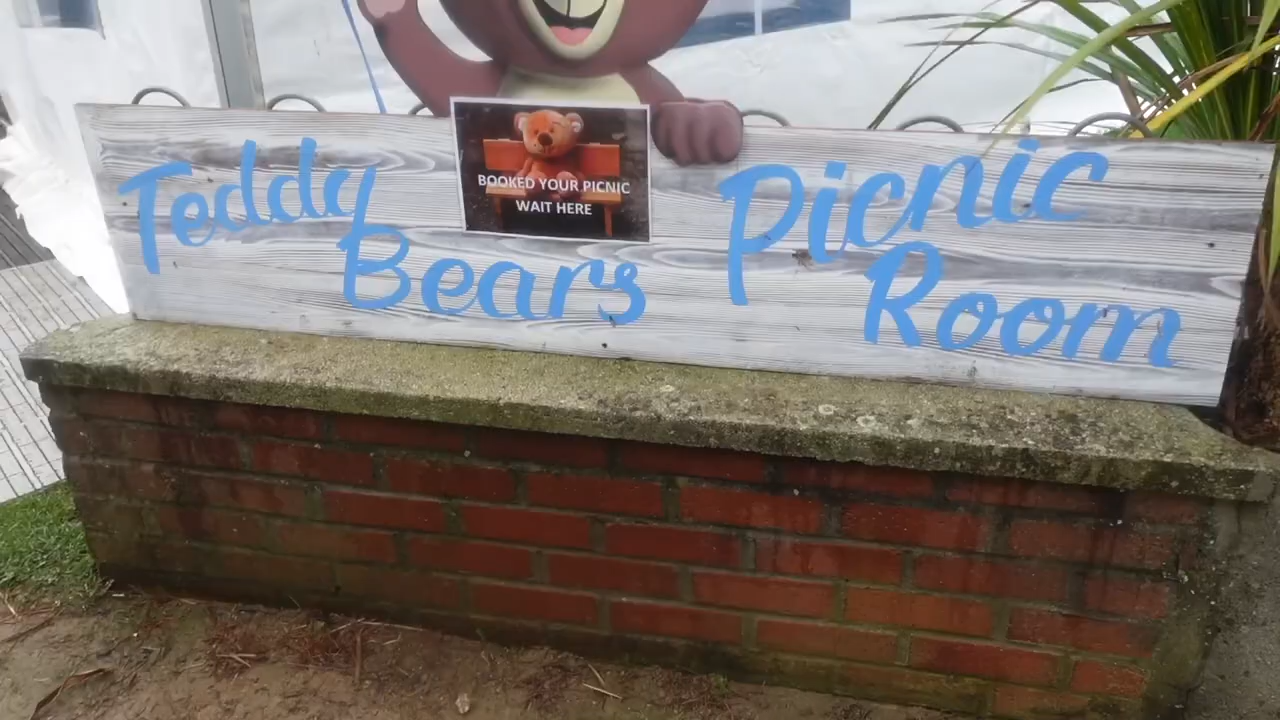 Teddy
Bears
BOOKED YOUR PICNIC
WAIT HERE
Picnic
Room